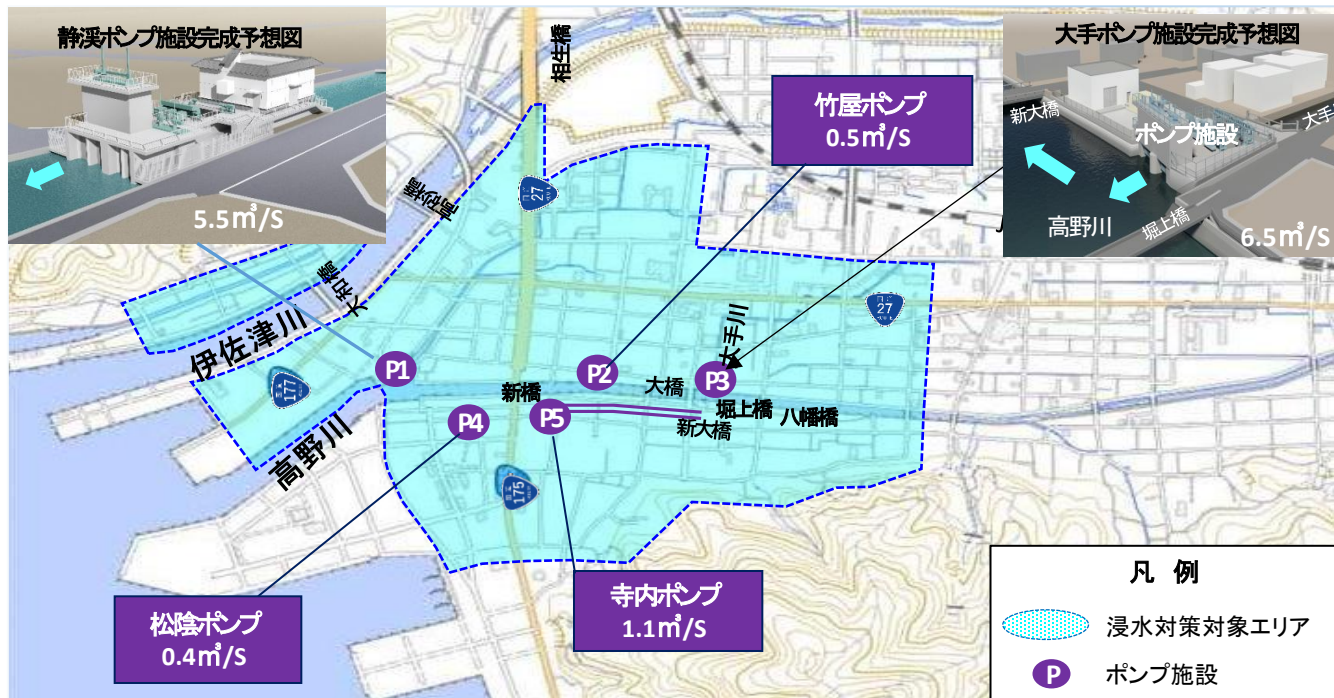 静渓ポンプ施設完成予想図
5.5㎥/S
相生橋
竹屋ポンプ
0.5㎥/S
大手ポンプ施設完成予想図
新大橋
大手
ポンプ施設
高野川
堀上橋
6.5㎥/S
高砂橋
27
大和橋
伊佐津川
177
高野川
27
大手川
P1
P2
P3
P4
P5
新橋
大橋
堀上橋
八幡橋
新大橋
175
松陰ポンプ
0.4㎥/S
寺内ポンプ
1.1㎥/S
凡 例
浸水対策対象エリア
P
ポンプ施設